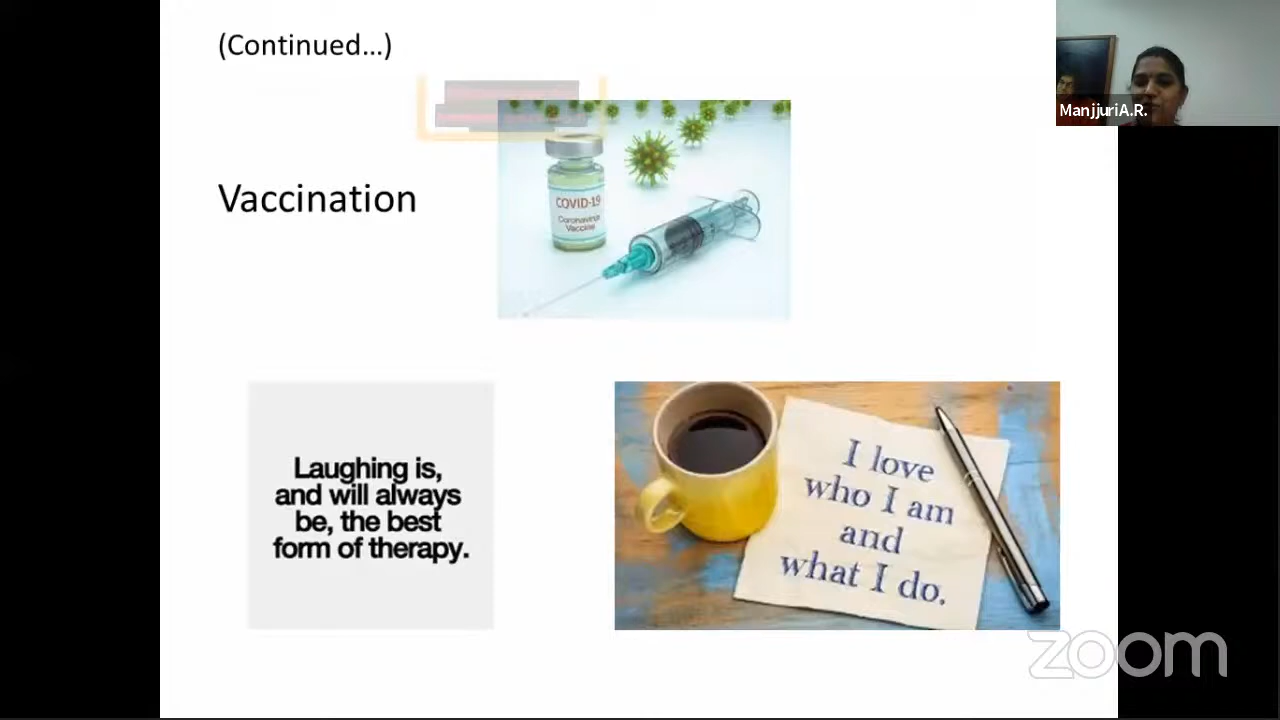 (Continued...)
ManjjuriA.R.
Vaccination
COVID-19
Coronavirus
Vaccine
Laughing is,
and will always
be, the best
form of therapy.
I love
who I am
and
what I do.
zoom